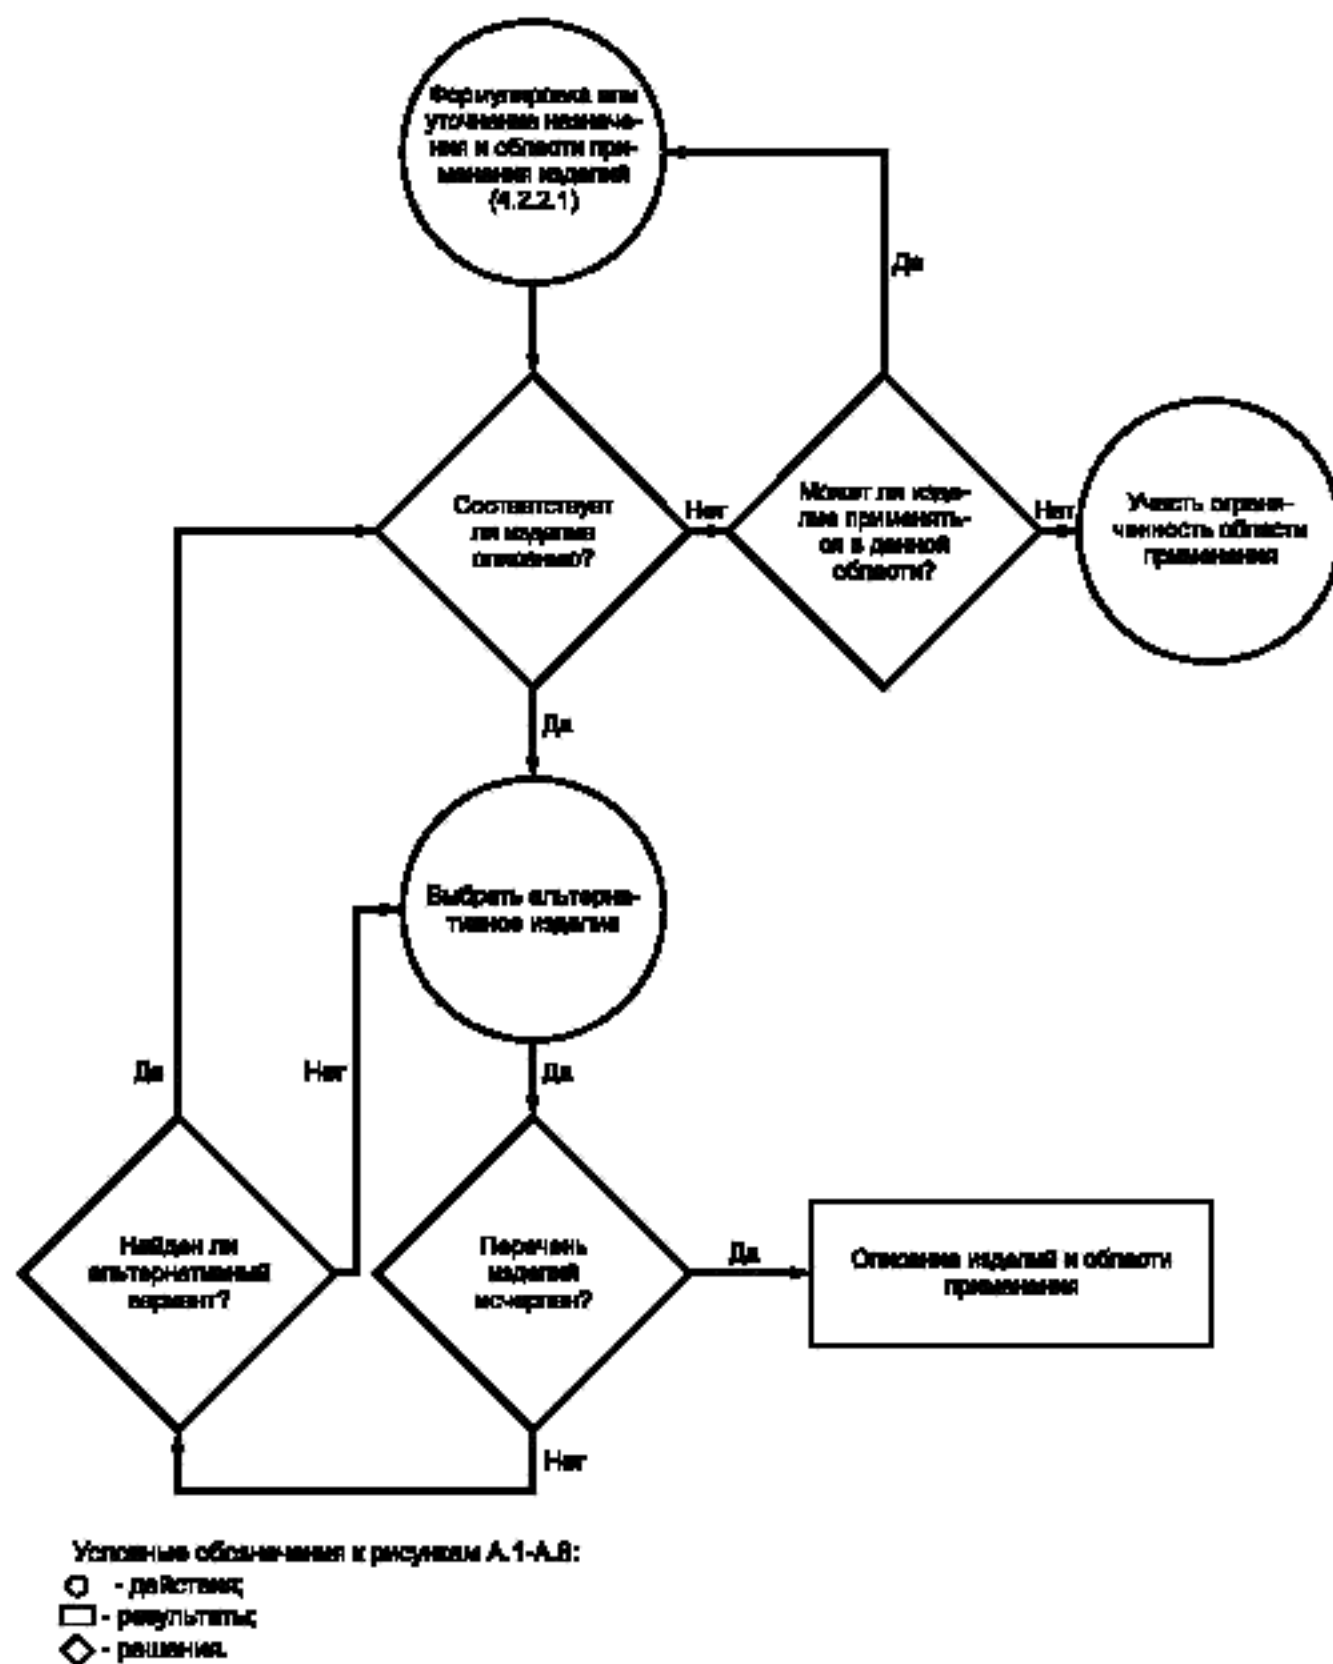 Формулировка или
уточнение назначе-
ния и области при-
менения изделий
(4.2.2.1)
Да
Соответствует
ли изделие
описанию?
Нет
Может ли изде-
лие применять-
ся в данной
области?
Нет
Учесть ограни-
ченность области
применения
Да
Выбрать альтерна-
тивное изделие
Да
Нет
Да
Найден ли
альтернативный
вариант?
Перечень
изделий
исчерпан?
Да
Описание изделий и области
применения
Нет
Условные обозначения к рисункам А.1-А.8:
- действия;
- результаты;
- решения.